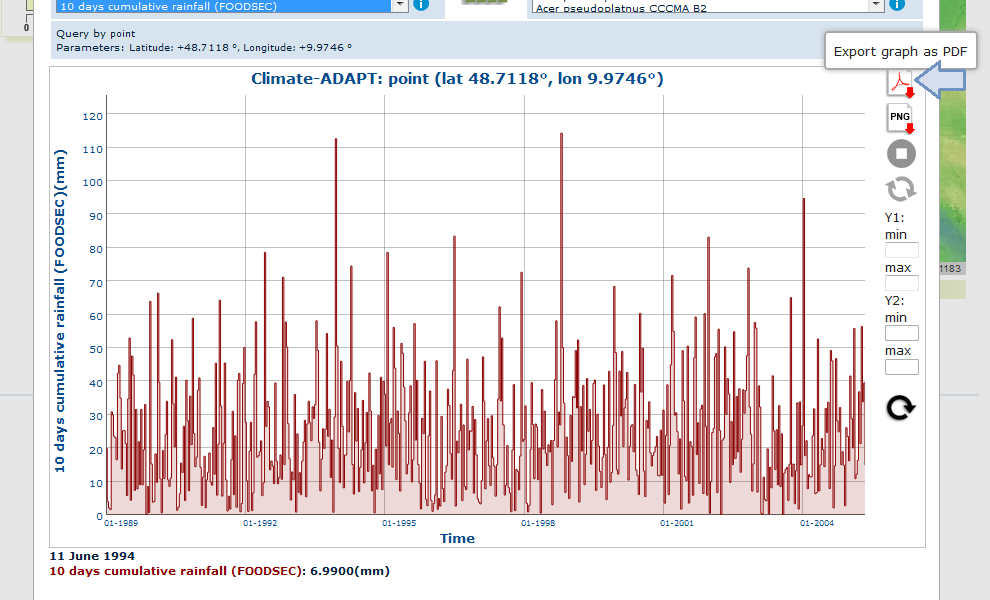 10 days cumulative rainfall (FOODSEC)
Acer pseudoplatnus CCCMA B2
0
Query by point
Parameters: Latitude: +48.7118 °, Longitude: +9.9746 °
Export graph as PDF
Climate-ADAPT: point (lat 48.7118°, lon 9.9746°)
PNG
10 days cumulative rainfall (FOODSEC)(mm)
120
110
100
90
80
70
60
50
40
30
20
10
0
01-1989
01-1992
01-1995
01-1998
01-2001
01-2004
Time
Y1:
min
max
Y2:
min
max
1183
11 June 1994
10 days cumulative rainfall (FOODSEC): 6.9900(mm)